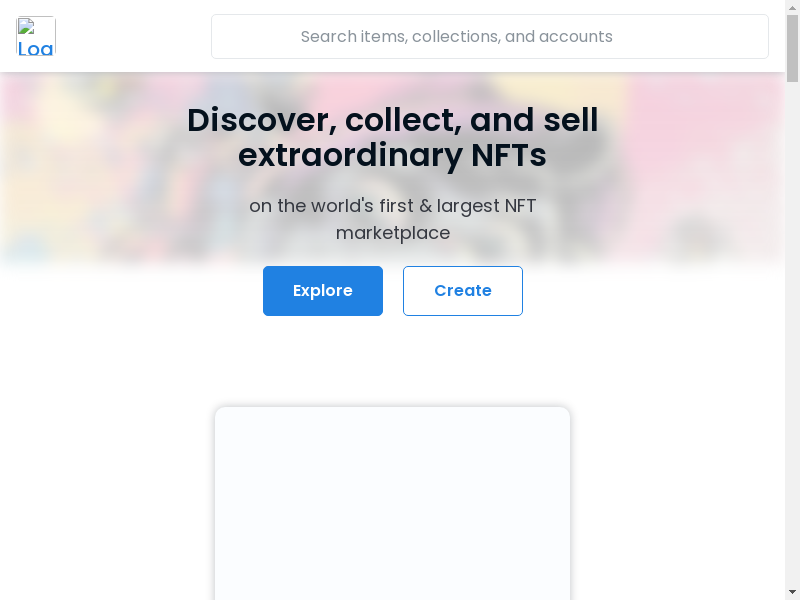 Search items, collections, and accounts
Discover, collect, and sell
extraordinary NFTs
on the world's first & largest NFT
marketplace
Explore
Create